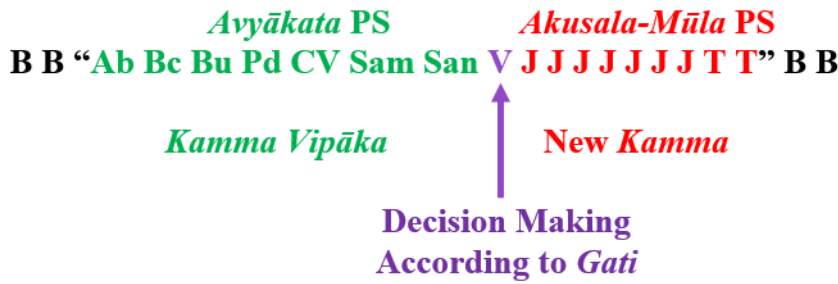 Avyākata PS Akusala-Mūla PS
B B “Ab Bc Bu Pd CV Sam San V J J J J J J J T T” B B
Kamma Vipāka New Kamma
Decision Making
According to Gati